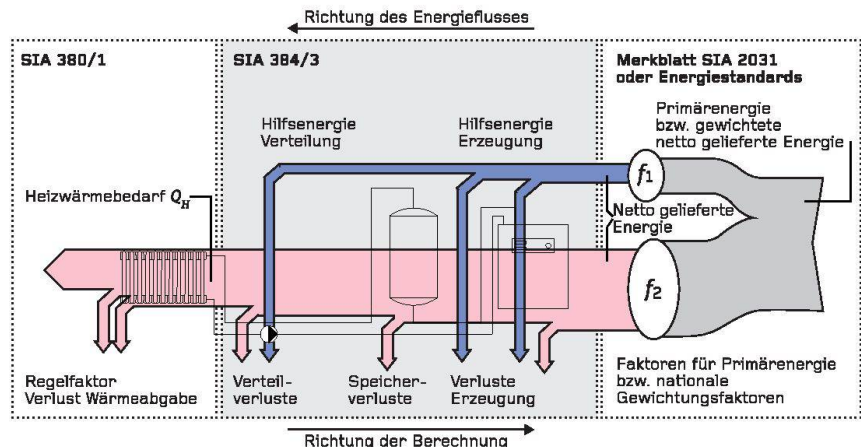 Richtung des Energieflusses
SIA 380/1
SIA 384/3
Merkblatt SIA 2031
oder Energiestandards
Hilfsenergie
Verteilung
Hilfsenergie
Erzeugung
Primärenergie
bzw. gewichtete
netto gelieferte Energie
f1
Heizwärmebedarf QH
Netto gelieferte
Energie
f2
Regelfaktor
Verlust Wärmeabgabe
Verteil-
verluste
Speicher-
verluste
Verluste
Erzeugung
Faktoren für Primärenergie
bzw. nationale
Gewichtungsfaktoren
Richtung der Berechnung